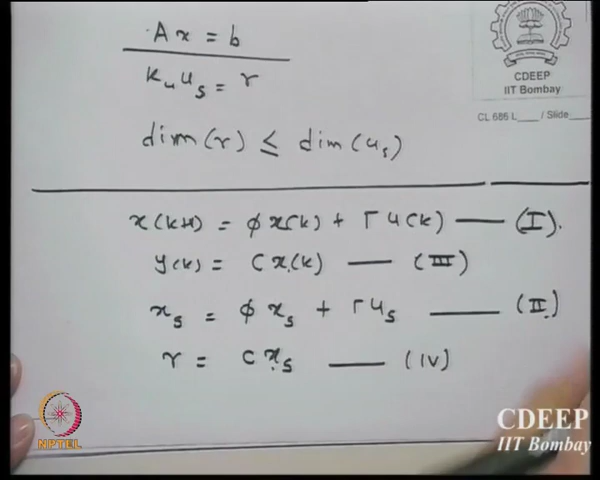 Ax = b
K_u u_s = r
dim(r) ≤ dim(u_s)
x(k+1) = φ x(k) + Γ u(k) — (I).
y(k) = C x(k) — (III)
x_s = φ x_s + Γ u_s — (II)
r = C x_s — (IV)
CDEEP
IIT Bombay
CL 686 L___ / Slide___
NPTEL
CDEEP
IIT Bombay